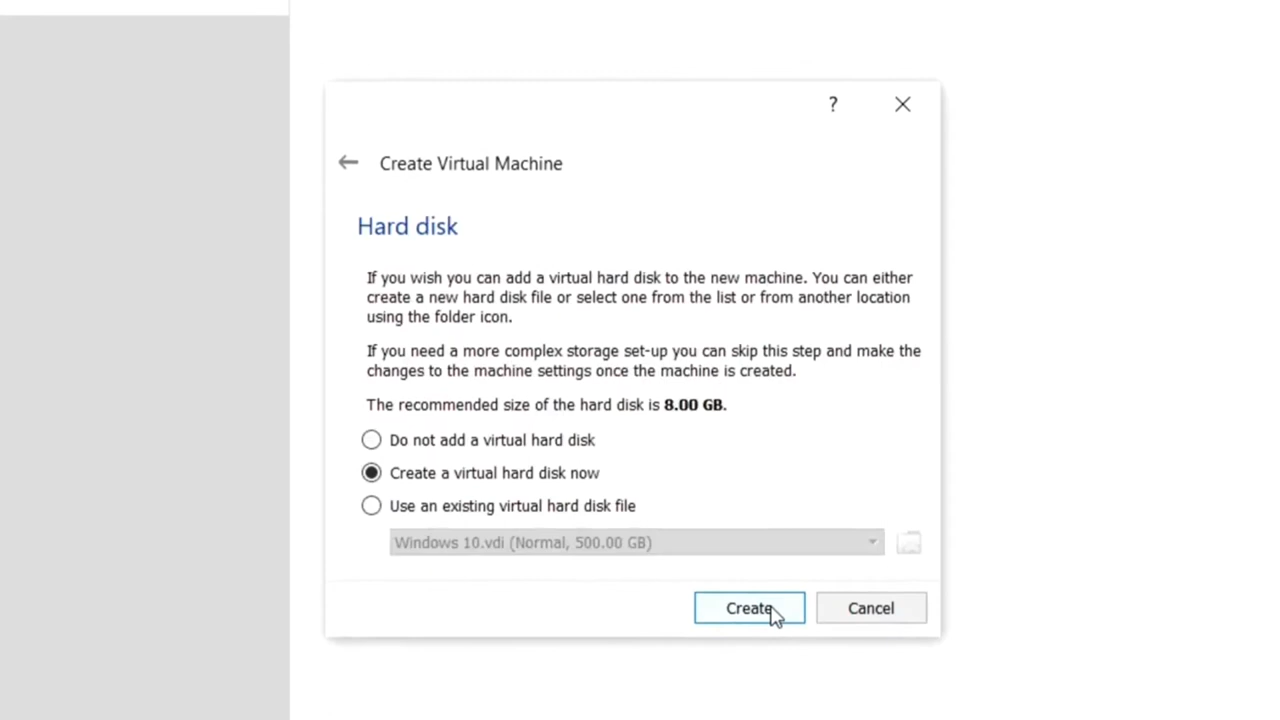 ?
Create Virtual Machine
Hard disk
If you wish you can add a virtual hard disk to the new machine. You can either
create a new hard disk file or select one from the list or from another location
using the folder icon.
If you need a more complex storage set-up you can skip this step and make the
changes to the machine settings once the machine is created.
The recommended size of the hard disk is 8.00 GB.
Do not add a virtual hard disk
Create a virtual hard disk now
Use an existing virtual hard disk file
Windows 10.vdi (Normal, 500.00 GB)
Create
Cancel